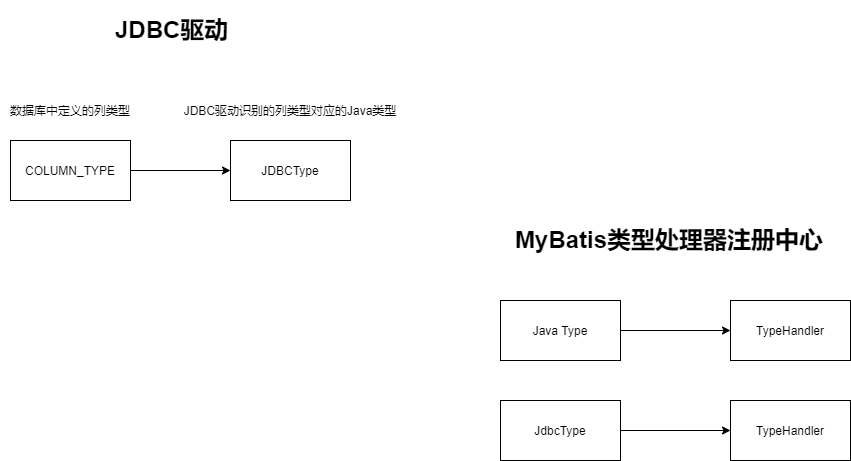 JDBC驱动
数据库中定义的列类型
JDBC驱动识别的列类型对应的Java类型
COLUMN_TYPE
JDBCType
MyBatis类型处理器注册中心
Java Type
TypeHandler
JdbcType
TypeHandler